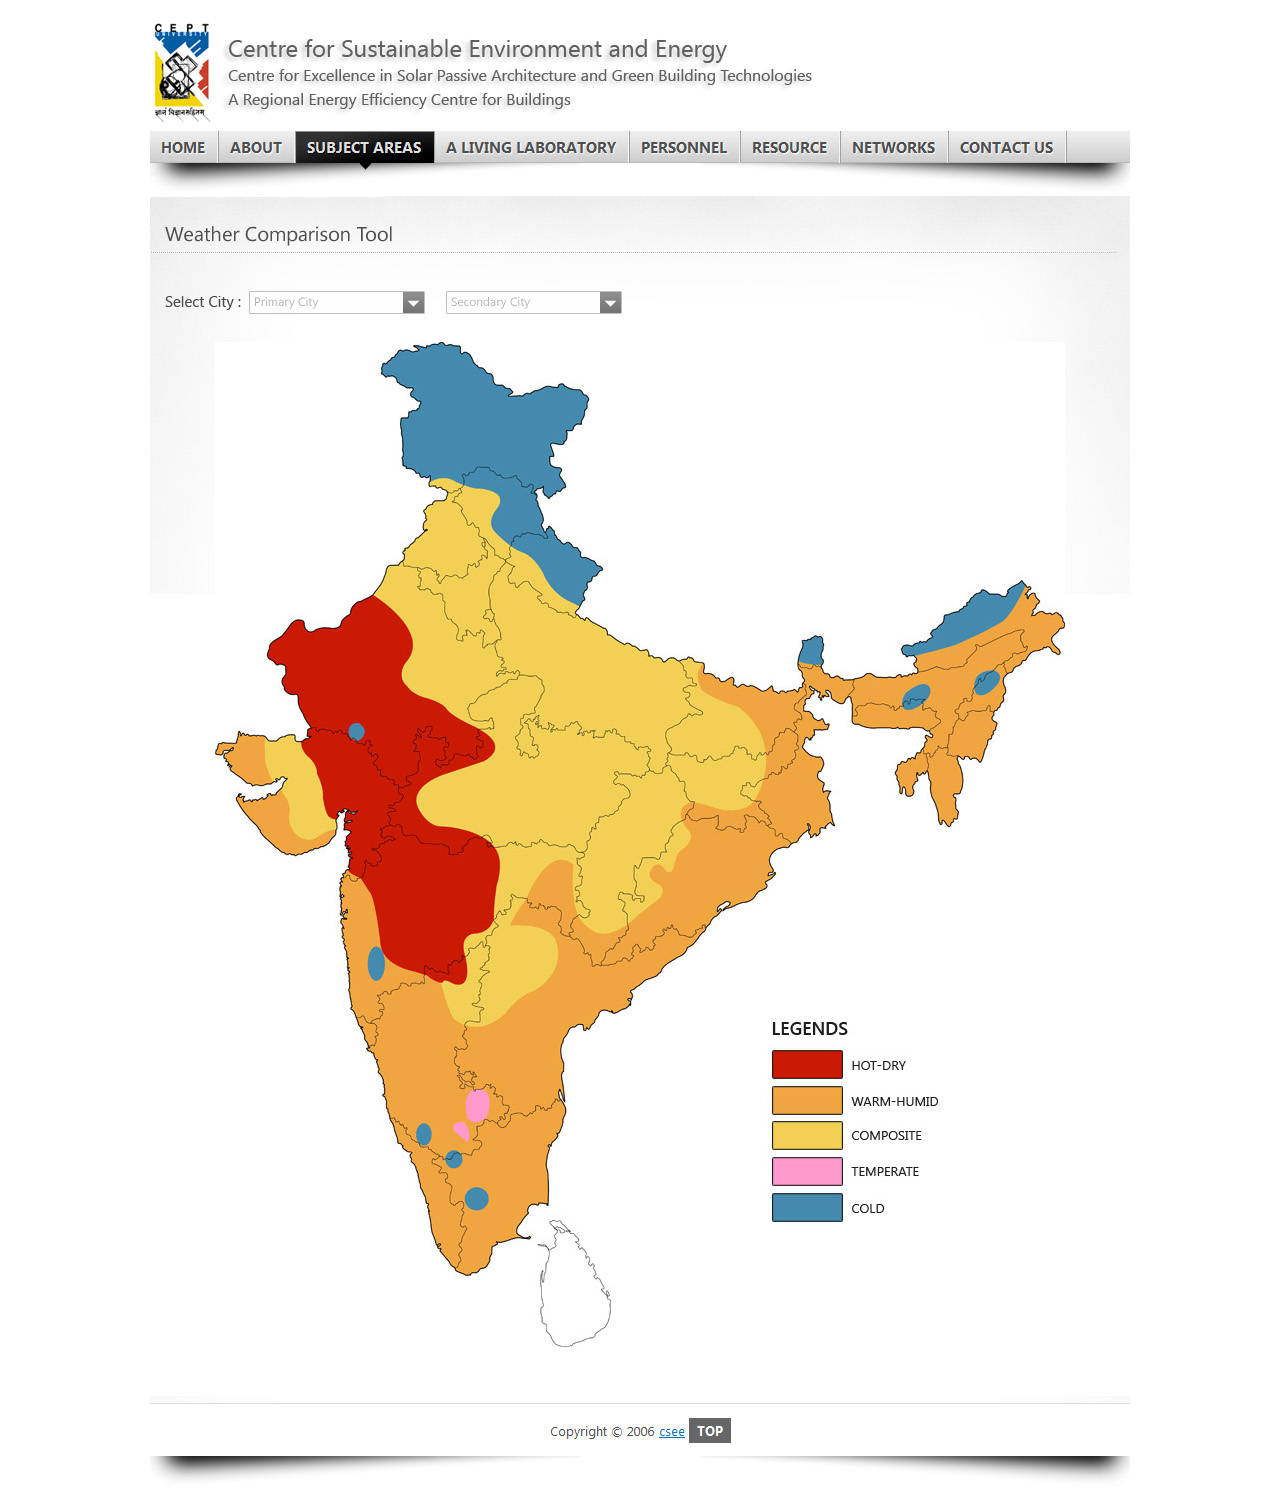 CEPT
UNIVERSITY
Centre for Sustainable Environment and Energy
Centre for Excellence in Solar Passive Architecture and Green Building Technologies
A Regional Energy Efficiency Centre for Buildings
HOME ABOUT SUBJECT AREAS A LIVING LABORATORY PERSONNEL RESOURCE NETWORKS CONTACT US
Weather Comparison Tool
Select City : Primary City Secondary City
LEGENDS
HOT-DRY
WARM-HUMID
COMPOSITE
TEMPERATE
COLD
Copyright © 2006 csee TOP